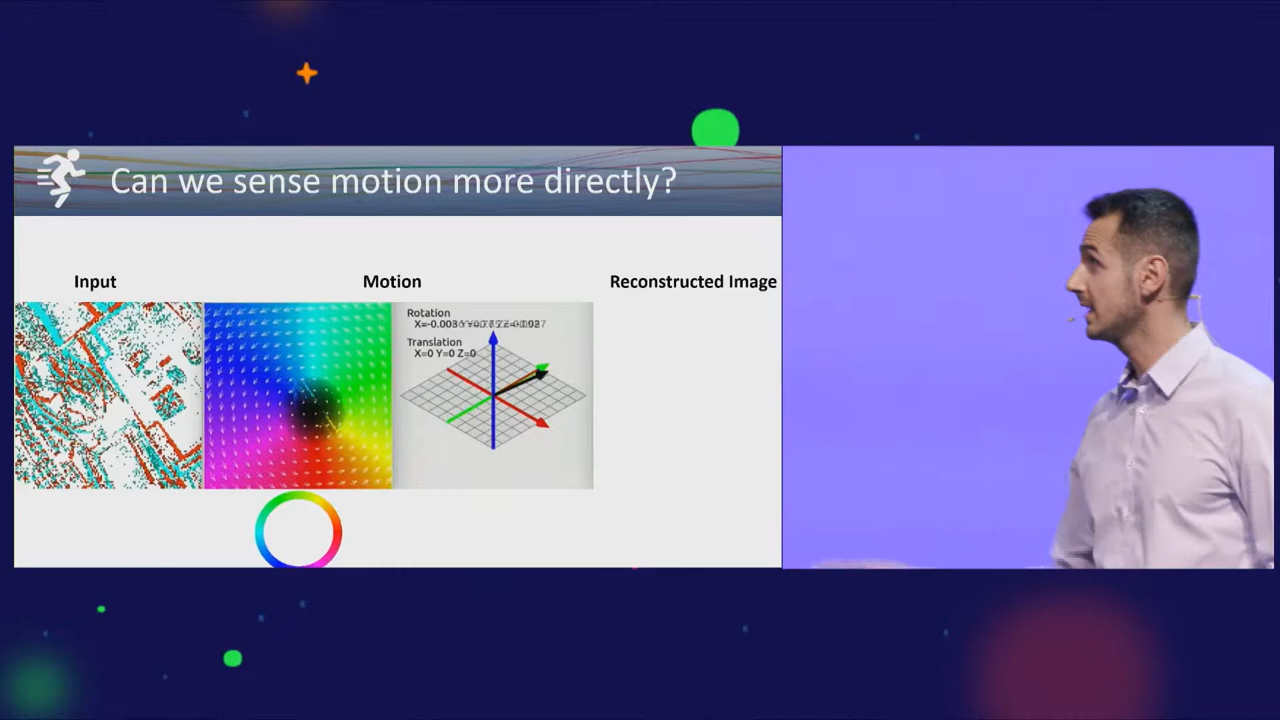 Can we sense motion more directly?
Input
Motion
Reconstructed Image
Rotation
X=-0.003
Translation
X=0 Y=0 Z=0